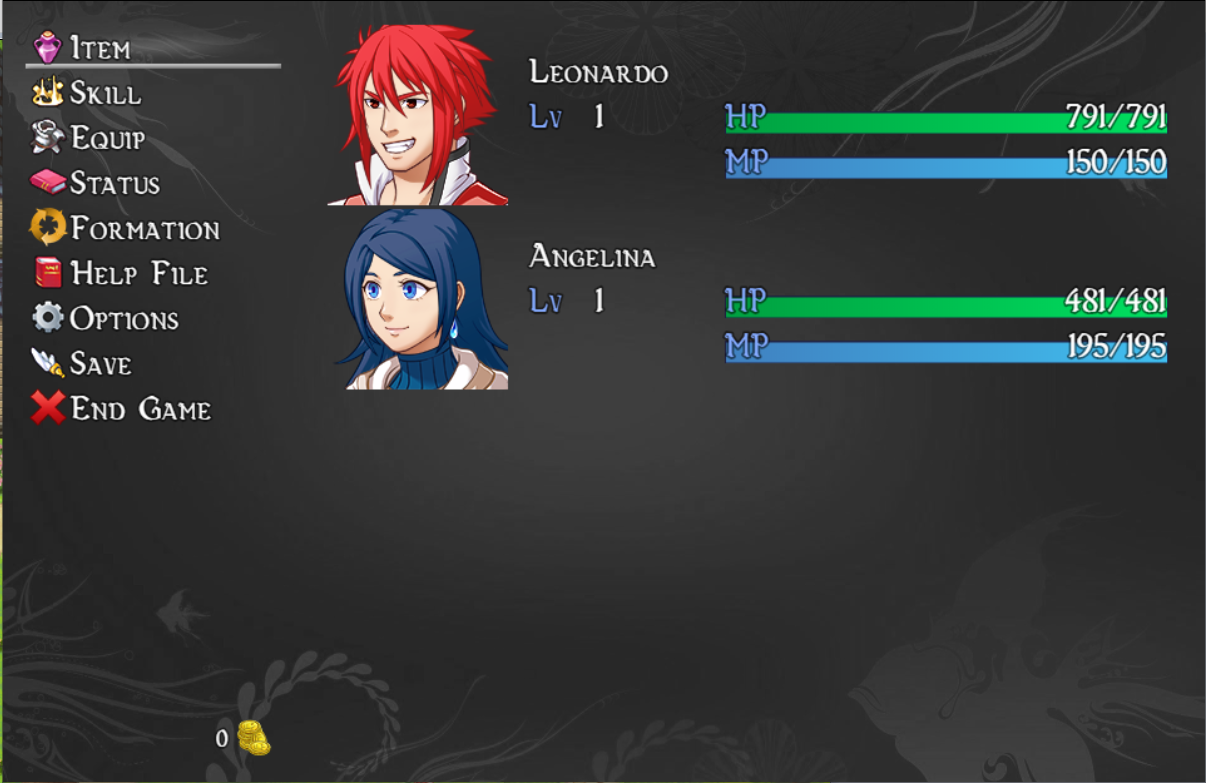 Item
Skill
Equip
Status
Formation
Help File
Options
Save
End Game
Leonardo
Lv 1
HP 791/791
MP 150/150
Angelina
Lv 1
HP 481/481
MP 195/195
0